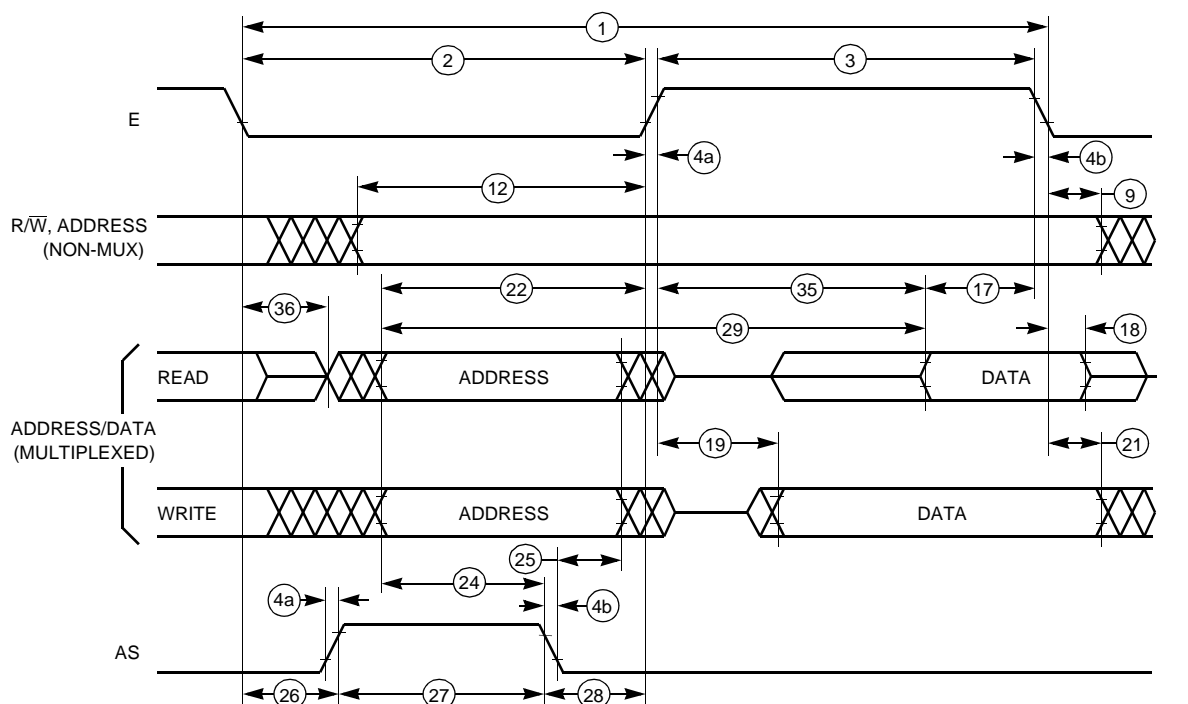 1
2
3
E
4a
4b
12
9
R/W̅, ADDRESS
(NON-MUX)
22
35
17
36
29
18
READ
ADDRESS
DATA
ADDRESS/DATA
(MULTIPLEXED)
19
21
WRITE
ADDRESS
DATA
25
24
4a
4b
AS
26
27
28